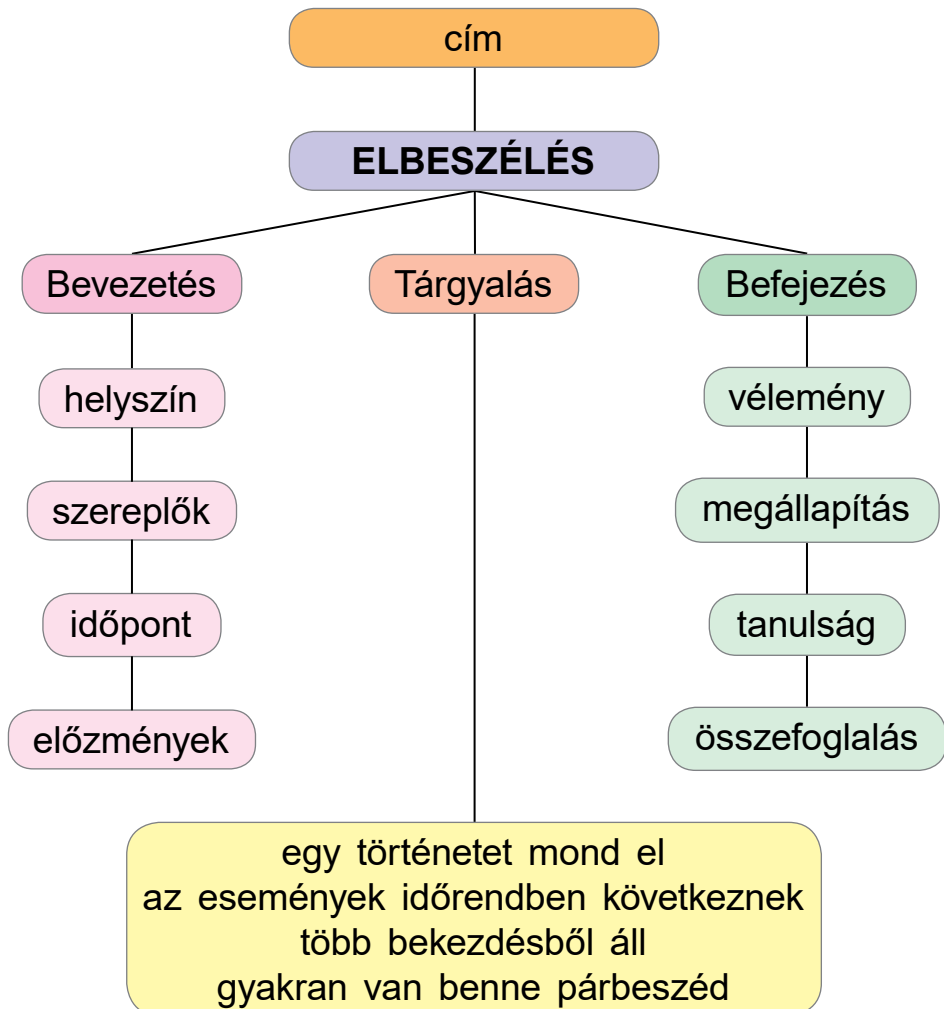 cím
ELBESZÉLÉS
Bevezetés
helyszín
szereplők
időpont
előzmények
Tárgyalás
egy történetet mond el
az események időrendben következnek
több bekezdésből áll
gyakran van benne párbeszéd
Befejezés
vélemény
megállapítás
tanulság
összefoglalás